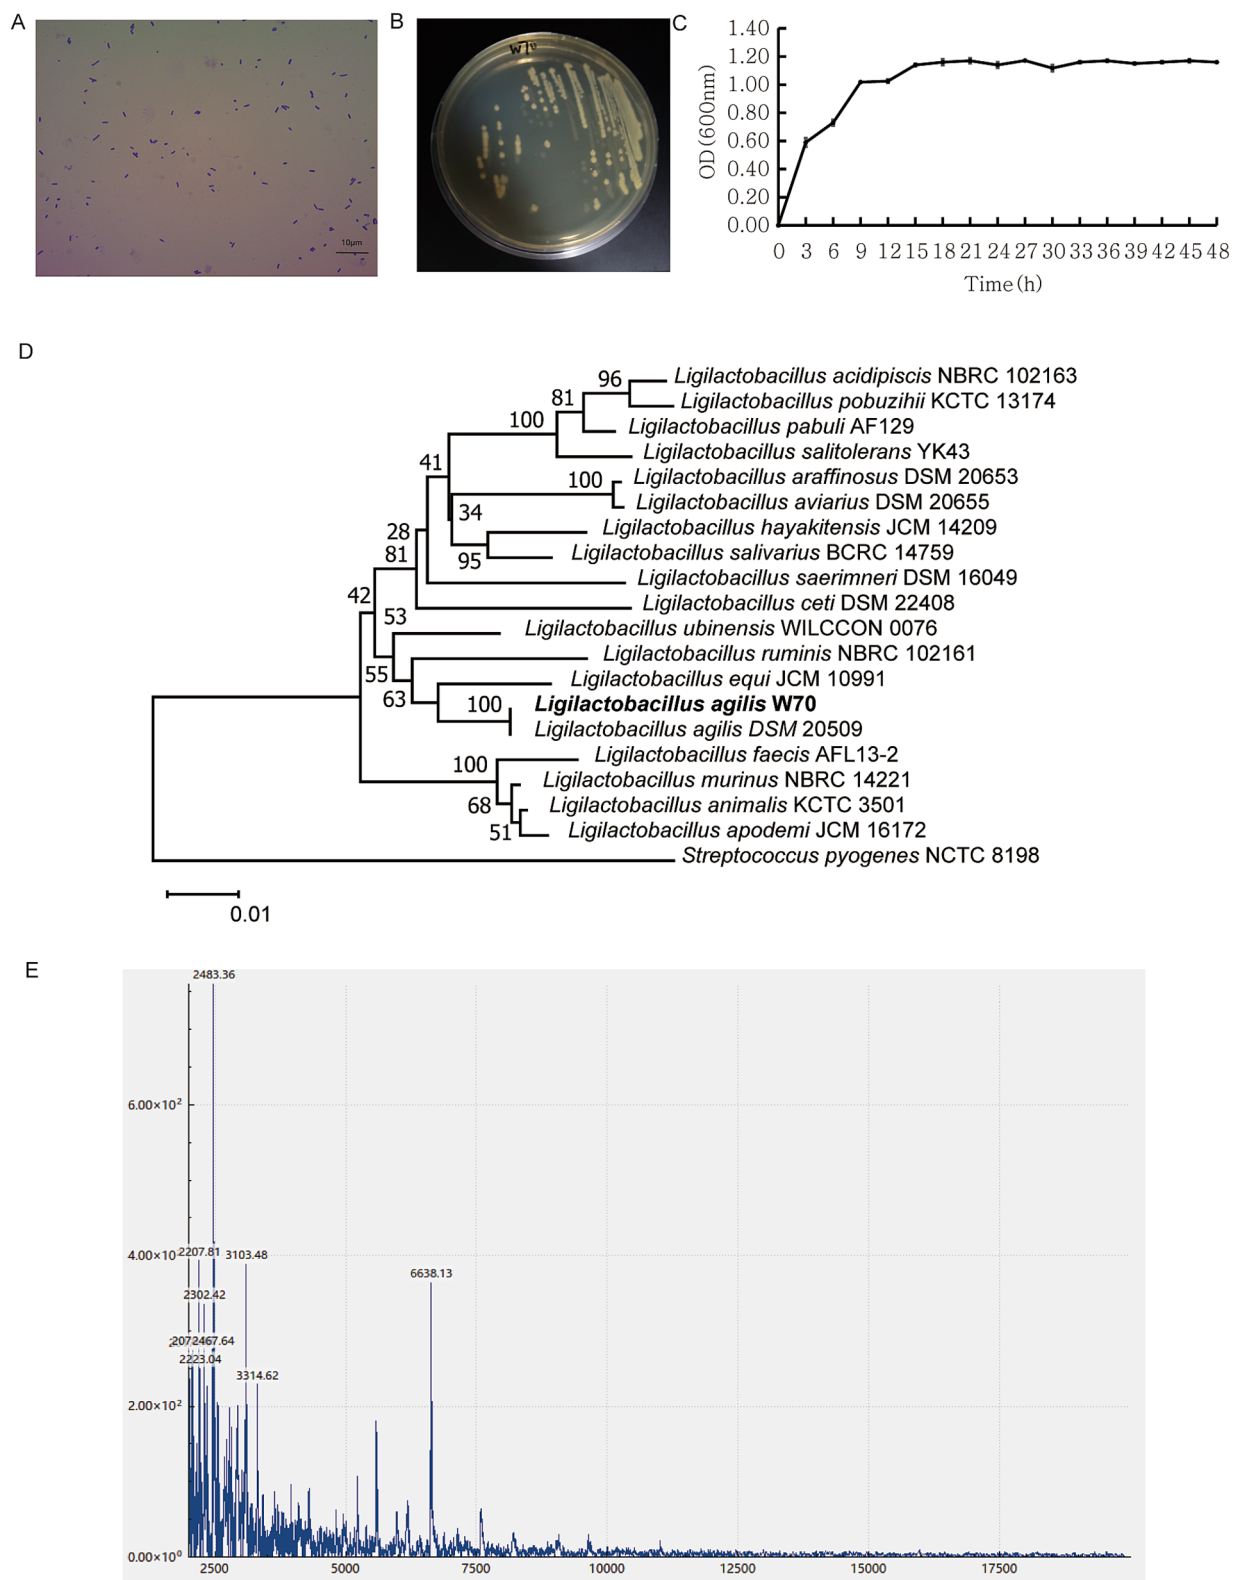 A
10μm
B
W70
C
1.40
1.20
1.00
0.80
0.60
0.40
0.20
0.00
OD(600nm)
0 3 6 9 12 15 18 21 24 27 30 33 36 39 42 45 48
Time(h)
D
Ligilactobacillus acidipiscis NBRC 102163
Ligilactobacillus pobuzihii KCTC 13174
Ligilactobacillus pabuli AF129
Ligilactobacillus salitolerans YK43
Ligilactobacillus araffinosus DSM 20653
Ligilactobacillus aviarius DSM 20655
Ligilactobacillus hayakitensis JCM 14209
Ligilactobacillus salivarius BCRC 14759
Ligilactobacillus saerimneri DSM 16049
Ligilactobacillus ceti DSM 22408
Ligilactobacillus ubinensis WILCCON 0076
Ligilactobacillus ruminis NBRC 102161
Ligilactobacillus equi JCM 10991
Ligilactobacillus agilis W70
Ligilactobacillus agilis DSM 20509
Ligilactobacillus faecis AFL13-2
Ligilactobacillus murinus NBRC 14221
Ligilactobacillus animalis KCTC 3501
Ligilactobacillus apodemi JCM 16172
Streptococcus pyogenes NCTC 8198
96
81
100
41
100
34
28
81
95
42
53
55
63
100
100
68
51
0.01
E
2483.36
6.00×10²
4.00×10
2207.81
3103.48
6638.13
2302.42
2467.64
2223.04
3314.62
2.00×10²
0.00×10⁰
2500
5000
7500
10000
12500
15000
17500